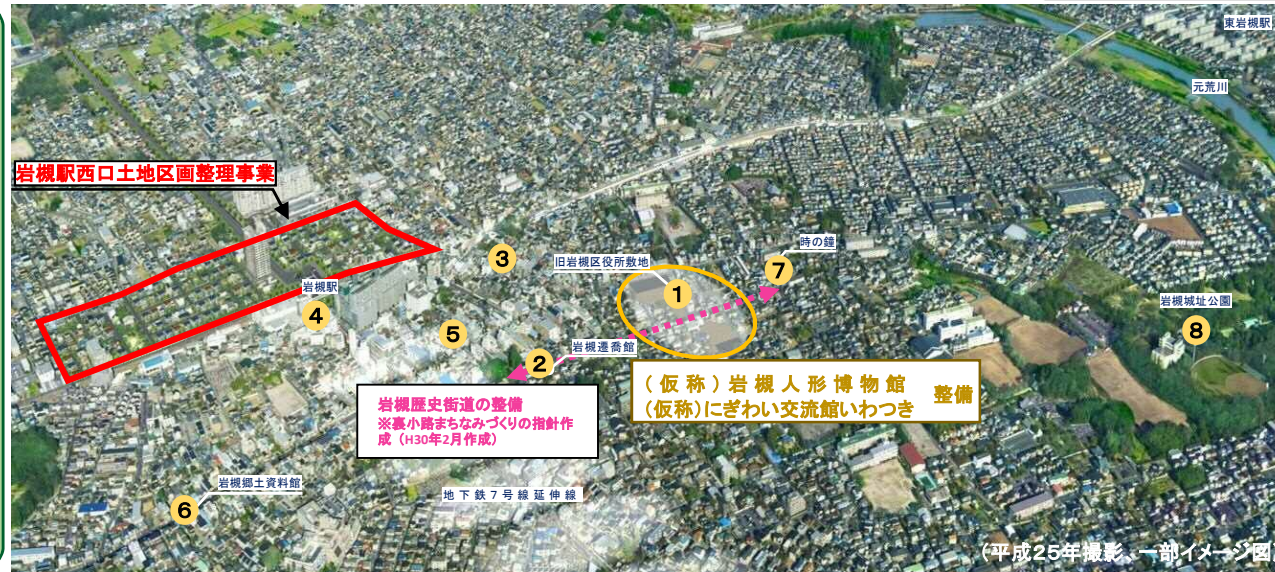 東岩槻駅
元荒川
岩槻駅西口土地区画整理事業
時の鐘
③
旧岩槻区役所敷地
⑦
岩槻駅
①
岩槻城址公園
④
⑧
⑤
岩槻遷喬館
②
(仮称)岩槻人形博物館 整備
(仮称)にぎわい交流館いわつき
岩槻歴史街道の整備
※裏小路まちなみづくりの指針作
成(H30年2月作成)
岩槻郷土資料館
地下鉄7号線延伸線
⑥
(平成25年撮影、一部イメージ図)